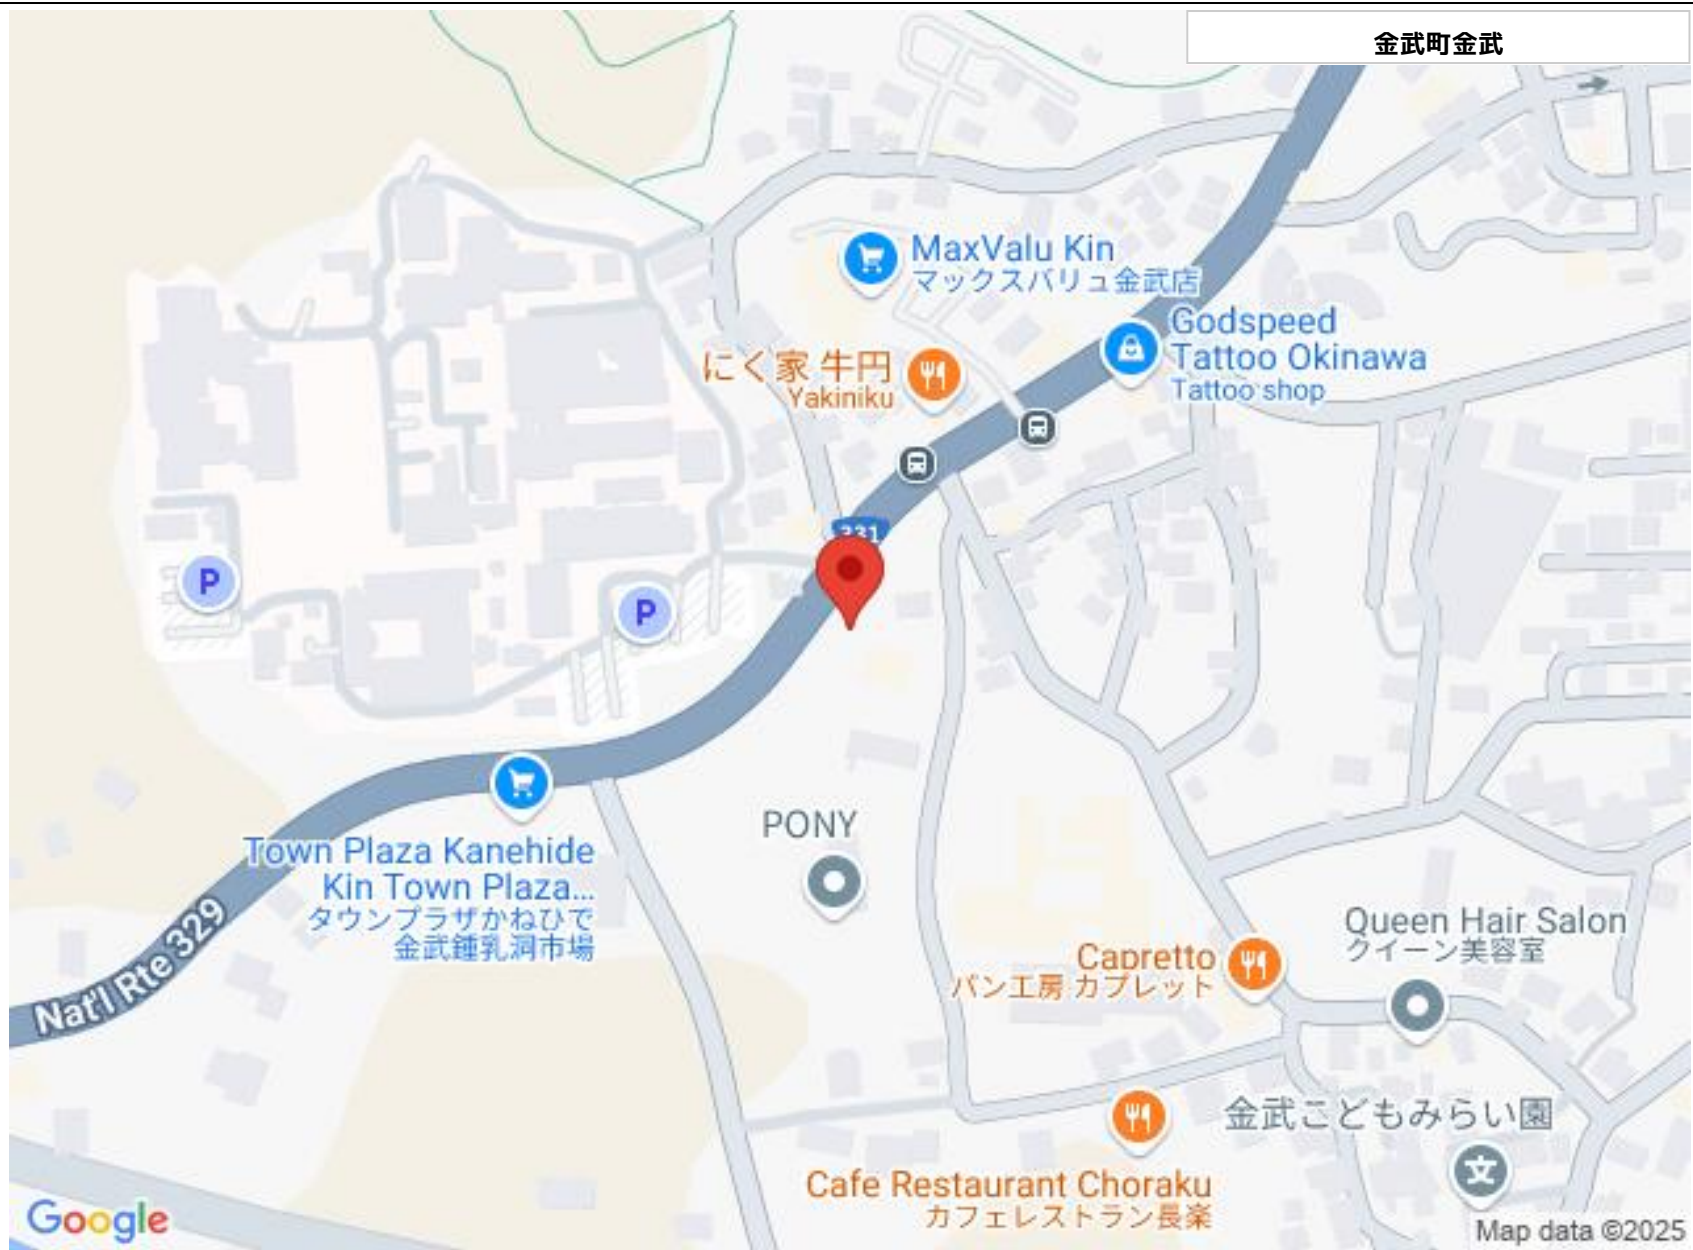 金武町金武
MaxValu Kin
マックスバリュ金武店
Godspeed
Tattoo Okinawa
Tattoo shop
にく家 牛円
Yakiniku
331
P
P
PONY
Town Plaza Kanehide
Kin Town Plaza...
タウンプラザかねひで
金武鍾乳洞市場
Nat'l Rte 329
Queen Hair Salon
クイーン美容室
Capretto
パン工房 カプレット
金武こどもみらい園
文
Cafe Restaurant Choraku
カフェレストラン長楽
Google
Map data ©2025